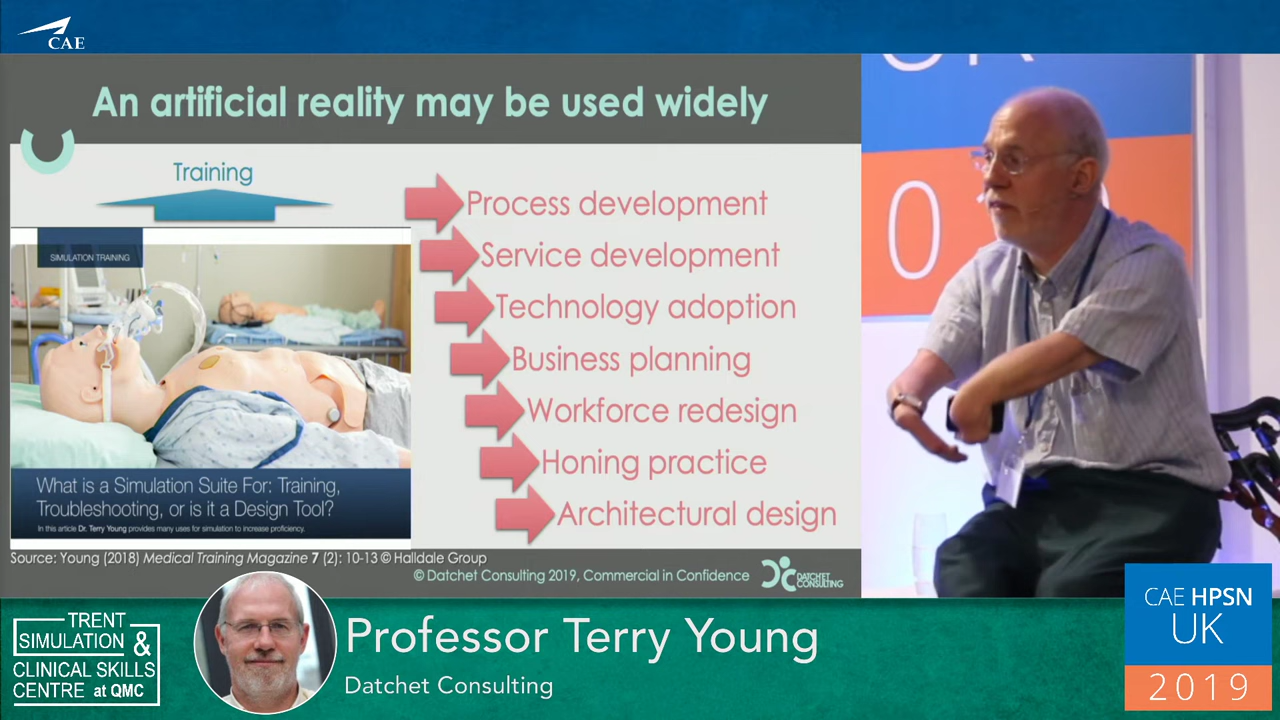 CAE
An artificial reality may be used widely
Training
SIMULATION TRAINING
What is a Simulation Suite For: Training,
Troubleshooting, or is it a Design Tool?
In this article Dr. Terry Young provides many uses for simulation to increase proficiency.
Process development
Service development
Technology adoption
Business planning
Workforce redesign
Honing practice
Architectural design
Source: Young (2018) Medical Training Magazine 7 (2): 10-13 © Halldale Group
© Datchet Consulting 2019, Commercial in Confidence
DATCHET
CONSULTING
TRENT
SIMULATION &
CLINICAL SKILLS
CENTRE at QMC
Professor Terry Young
Datchet Consulting
CAE HPSN
UK
2019